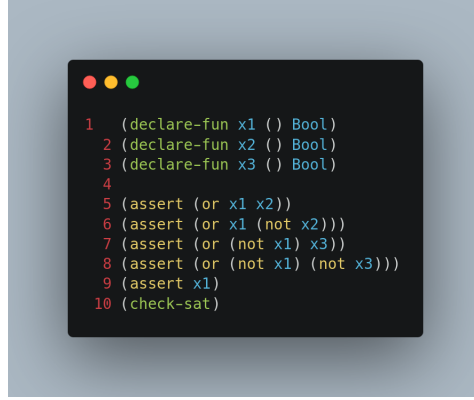 1 (declare-fun x1 () Bool)
2 (declare-fun x2 () Bool)
3 (declare-fun x3 () Bool)
4
5 (assert (or x1 x2))
6 (assert (or x1 (not x2)))
7 (assert (or (not x1) x3))
8 (assert (or (not x1) (not x3)))
9 (assert x1)
10 (check-sat)